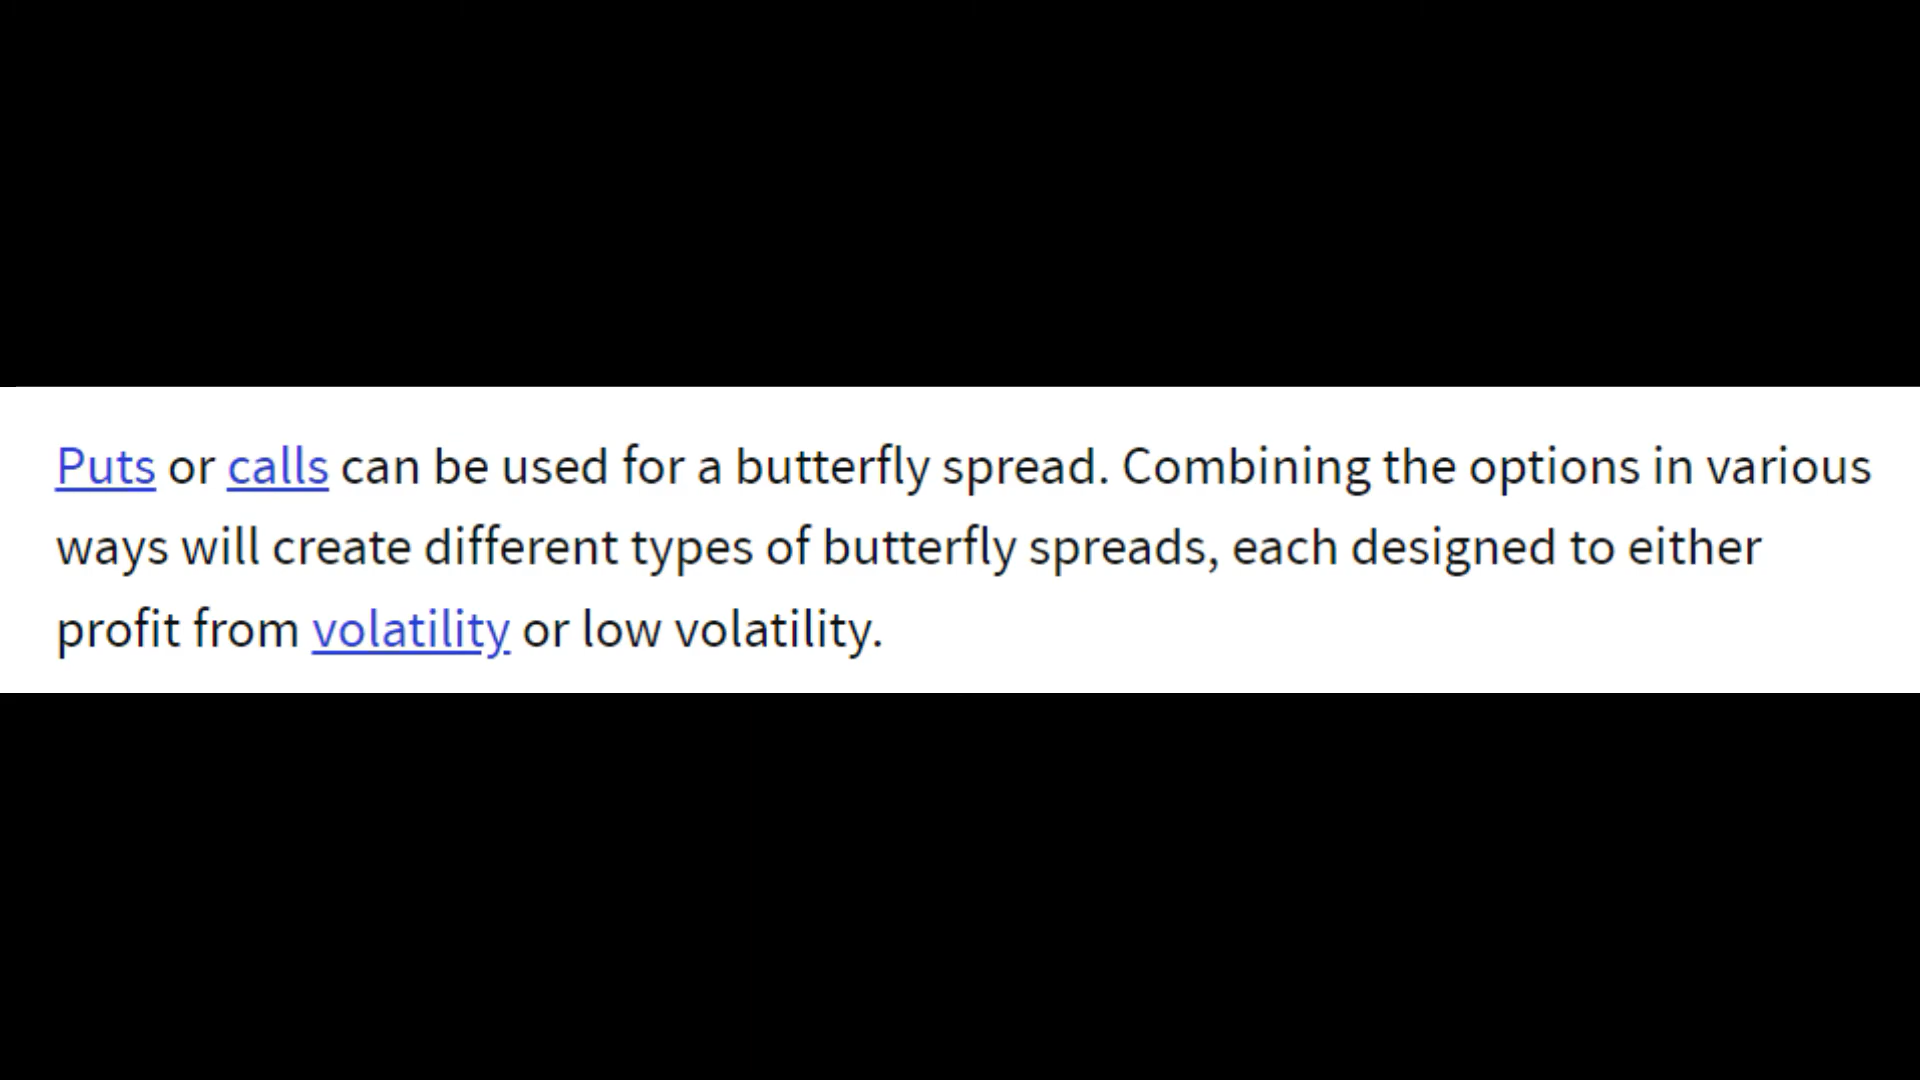 Puts or calls can be used for a butterfly spread. Combining the options in various
ways will create different types of butterfly spreads, each designed to either
profit from volatility or low volatility.